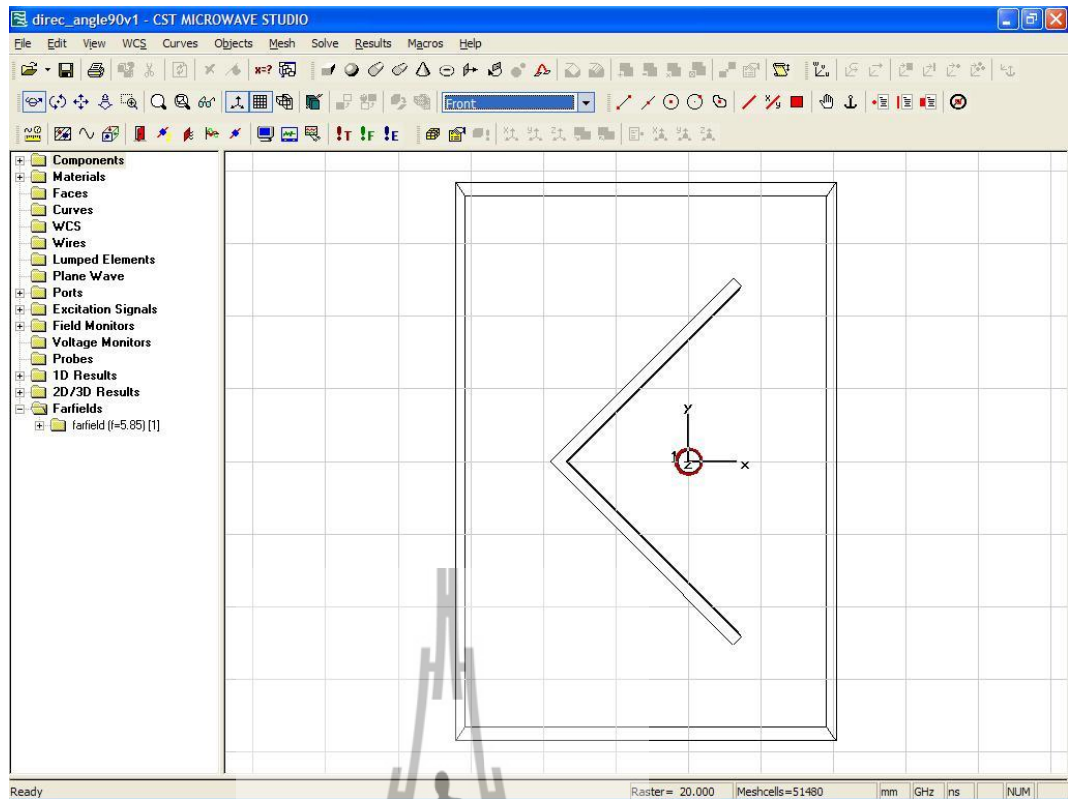 direc_angle90v1 - CST MICROWAVE STUDIO
File Edit View WCS Curves Objects Mesh Solve Results Macros Help
Front
!T !F !E
Components
Materials
Faces
Curves
WCS
Wires
Lumped Elements
Plane Wave
Ports
Excitation Signals
Field Monitors
Voltage Monitors
Probes
1D Results
2D/3D Results
Farfields
farfield (f=5.85) [1]
y
1 z x
Ready Raster= 20.000 Meshcells=51480 mm GHz ns NUM